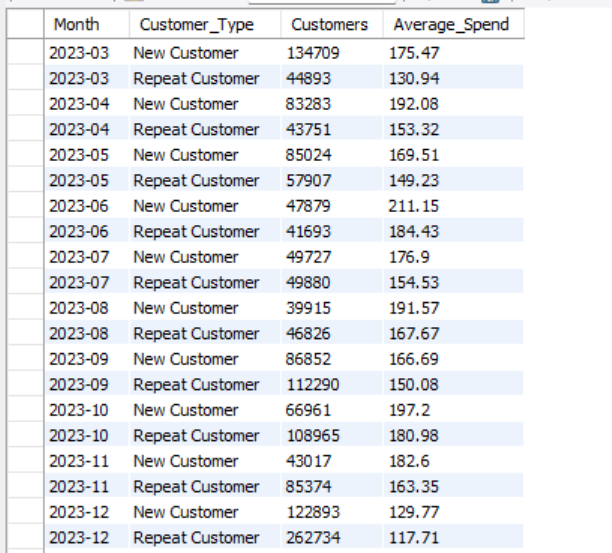 Month Customer_Type Customers Average_Spend
2023-03 New Customer 134709 175.47
2023-03 Repeat Customer 44893 130.94
2023-04 New Customer 83283 192.08
2023-04 Repeat Customer 43751 153.32
2023-05 New Customer 85024 169.51
2023-05 Repeat Customer 57907 149.23
2023-06 New Customer 47879 211.15
2023-06 Repeat Customer 41693 184.43
2023-07 New Customer 49727 176.9
2023-07 Repeat Customer 49880 154.53
2023-08 New Customer 39915 191.57
2023-08 Repeat Customer 46826 167.67
2023-09 New Customer 86852 166.69
2023-09 Repeat Customer 112290 150.08
2023-10 New Customer 66961 197.2
2023-10 Repeat Customer 108965 180.98
2023-11 New Customer 43017 182.6
2023-11 Repeat Customer 85374 163.35
2023-12 New Customer 122893 129.77
2023-12 Repeat Customer 262734 117.71